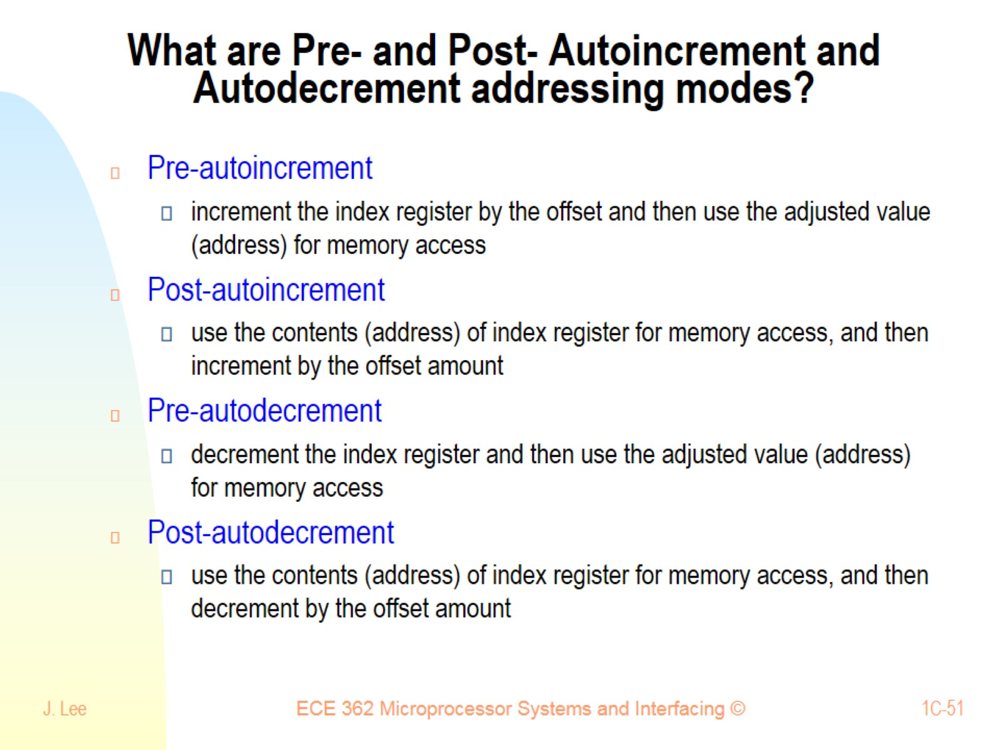 What are Pre- and Post- Autoincrement and
Autodecrement addressing modes?
Pre-autoincrement
increment the index register by the offset and then use the adjusted value
(address) for memory access
Post-autoincrement
use the contents (address) of index register for memory access, and then
increment by the offset amount
Pre-autodecrement
decrement the index register and then use the adjusted value (address)
for memory access
Post-autodecrement
use the contents (address) of index register for memory access, and then
decrement by the offset amount
J. Lee
ECE 362 Microprocessor Systems and Interfacing ©
1C-51